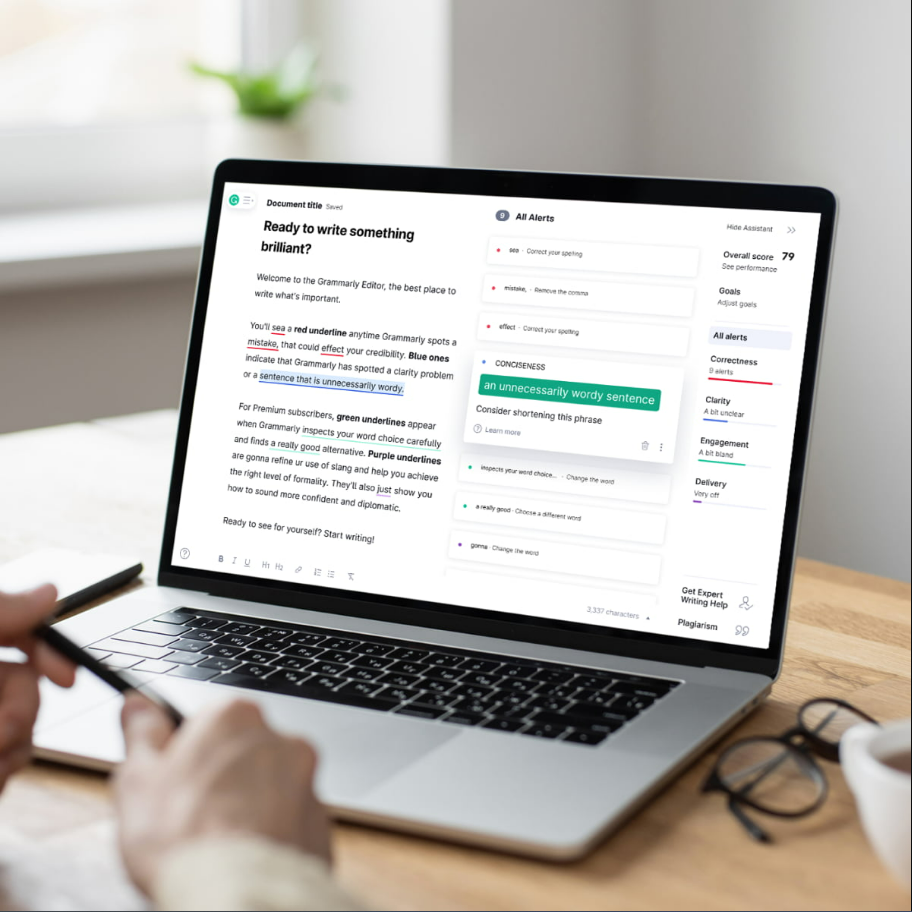 Document title Saved
Ready to write something
brilliant?
Welcome to the Grammarly Editor, the best place to
write what's important.
You'll sea a red underline anytime Grammarly spots a
mistake, that could effect your credibility. Blue ones
indicate that Grammarly has spotted a clarity problem
or a sentence that is unnecessarily wordy.
For Premium subscribers, green underlines appear
when Grammarly inspects your word choice carefully
and finds a really good alternative. Purple underlines
are gonna refine ur use of slang and help you achieve
the right level of formality. They'll also just show you
how to sound more confident and diplomatic.
Ready to see for yourself? Start writing!
B I U H1 H2
9 All Alerts
sea · Correct your spelling
mistake, · Remove the comma
effect · Correct your spelling
CONCISENESS
an unnecessarily wordy sentence
Consider shortening this phrase
Learn more
inspects your word choice... · Change the word
a really good · Choose a different word
gonna Change the word
3,337 characters
Hide Assistant
Overall score 79
See performance
Goals
Adjust goals
All alerts
Correctness
9 alerts
Clarity
A bit unclear
Engagement
A bit bland
Delivery
Very off
Get Expert
Writing Help
Plagiarism